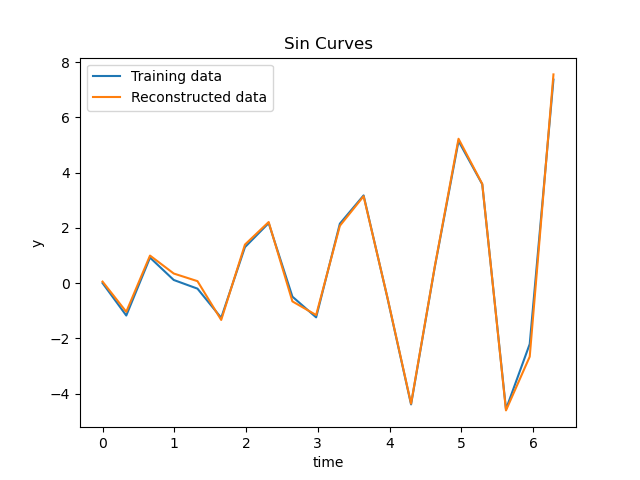 Sin Curves
Training data
Reconstructed data
8
6
4
2
0
−2
−4
y
0 1 2 3 4 5 6
time